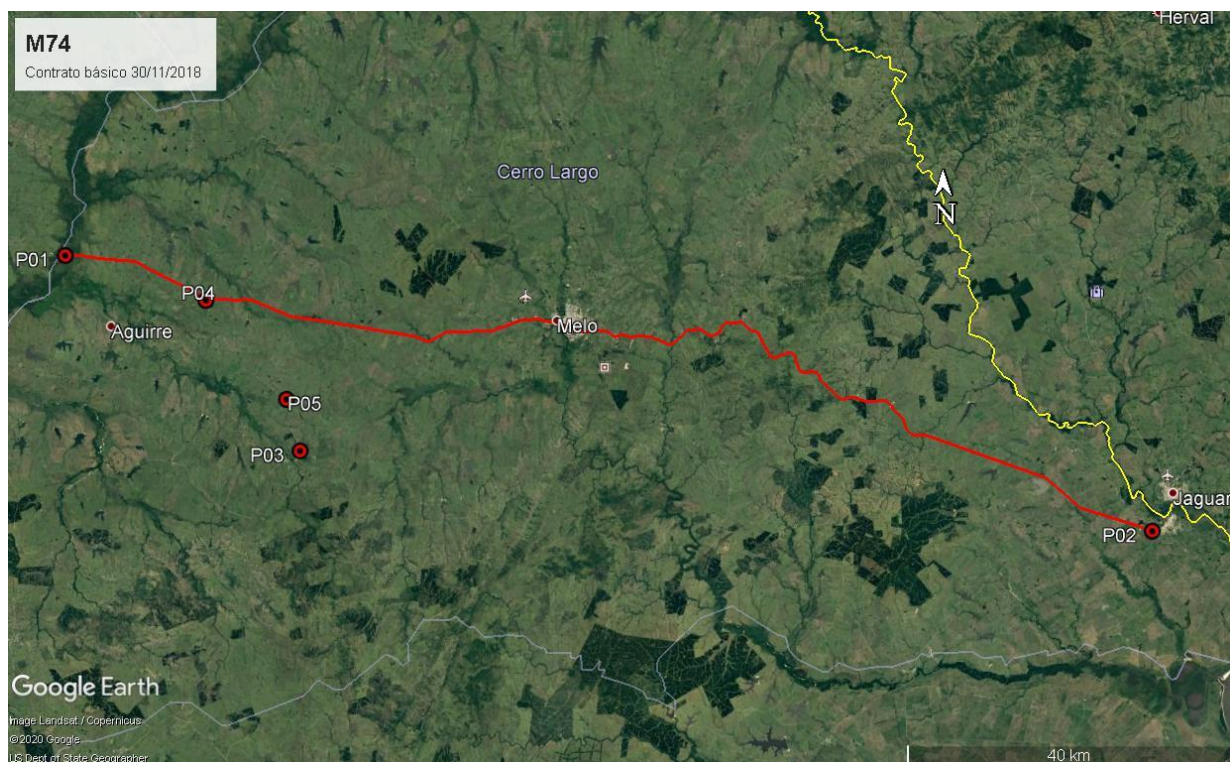 M74
Contrato básico 30/11/2018
Herval
Cerro Largo
N
P01
P04
Aguirre
Melo
P05
P03
Jaguar
P02
Google Earth
Image Landsat / Copernicus
©2020 Google
US Dept of State Geographer
40 km